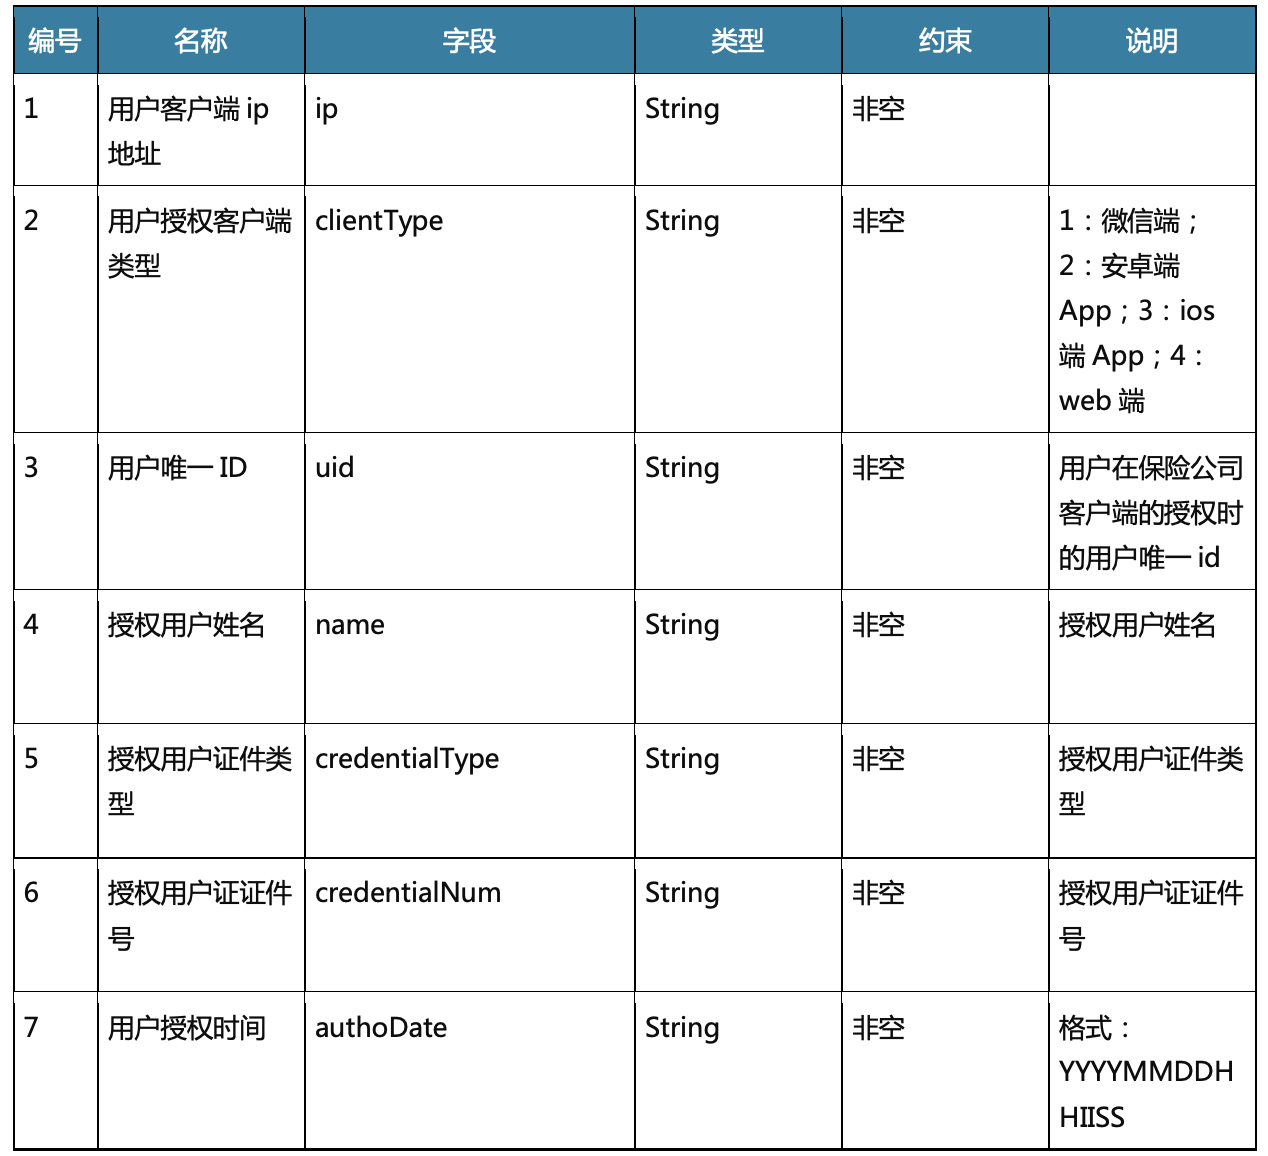 编号 名称 字段 类型 约束 说明
1 用户客户端 ip ip String 非空
地址
2 用户授权客户端 clientType String 非空 1：微信端；
类型 2：安卓端
App；3：ios
端 App；4：
web 端
3 用户唯一 ID uid String 非空 用户在保险公司
客户端的授权时
的用户唯一 id
4 授权用户姓名 name String 非空 授权用户姓名
5 授权用户证件类 credentialType String 非空 授权用户证件类
型 型
6 授权用户证证件 credentialNum String 非空 授权用户证证件
号 号
7 用户授权时间 authoDate String 非空 格式：
YYYYMMDDH
HIISS